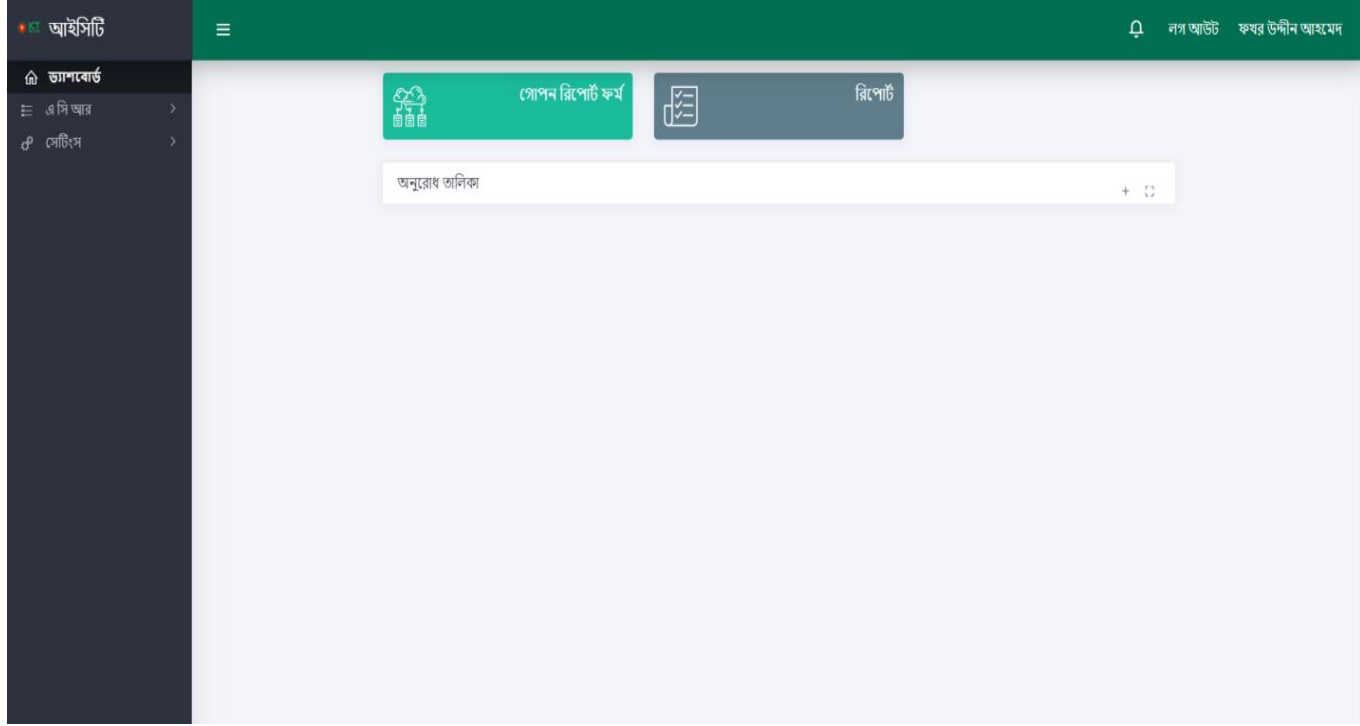 আইসিটি
লগ আউট ফখর উদ্দীন আহমেদ
ড্যাশবোর্ড
এ সি আর
সেটিংস
গোপন রিপোর্ট ফর্ম
রিপোর্ট
অনুরোধ তালিকা